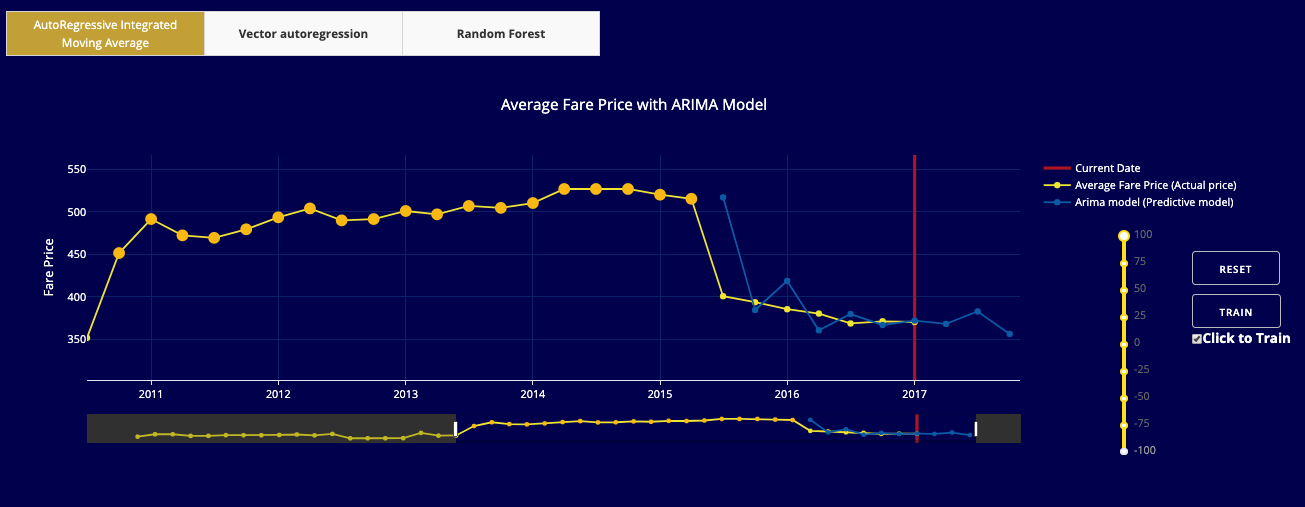 AutoRegressive Integrated
Moving Average
Vector autoregression
Random Forest
Average Fare Price with ARIMA Model
Fare Price
550
500
450
400
350
2011
2012
2013
2014
2015
2016
2017
Current Date
Average Fare Price (Actual price)
Arima model (Predictive model)
100
75
50
25
0
-25
-50
-75
-100
RESET
TRAIN
Click to Train